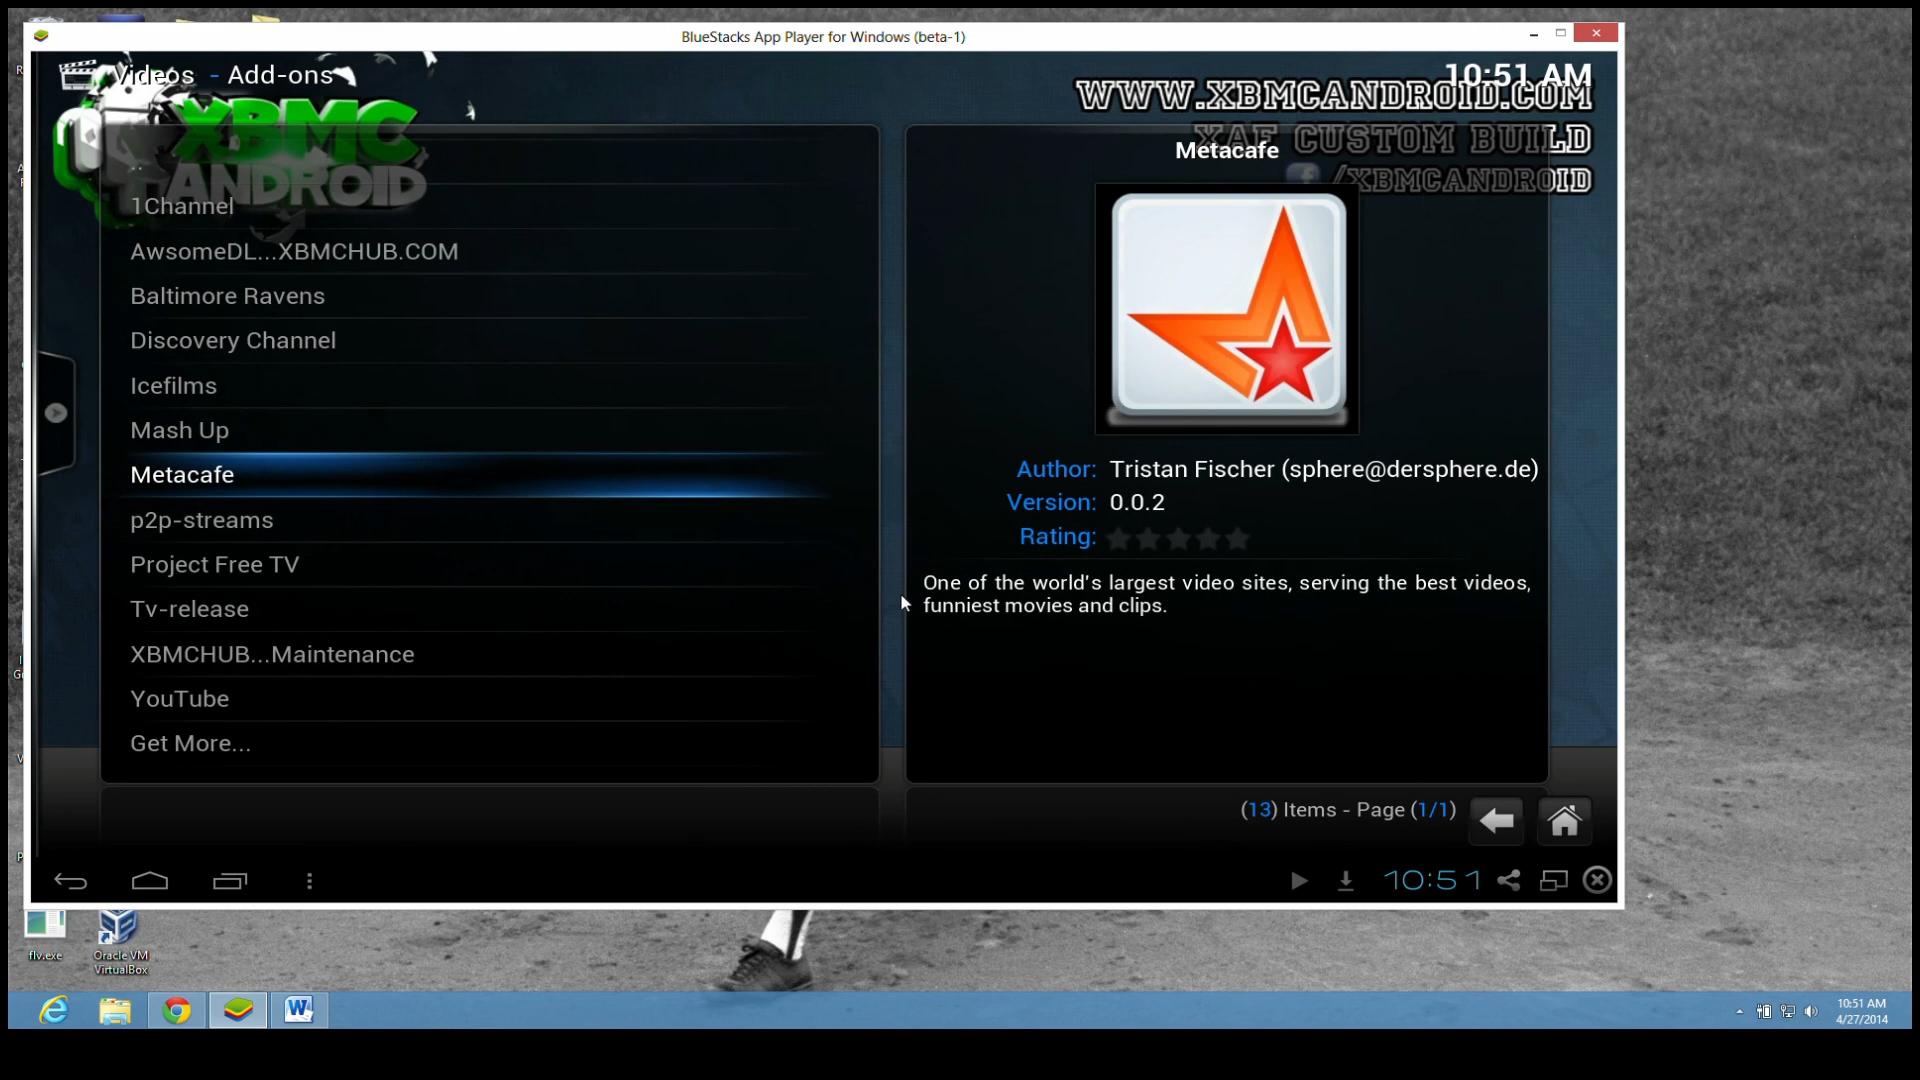 BlueStacks App Player for Windows (beta-1)
Videos - Add-ons
10:51 AM
WWW.XBMCANDROID.COM
XBMC
ANDROID
XAF CUSTOM BUILD
/XBMCANDROID
..
1Channel
AwsomeDL...XBMCHUB.COM
Baltimore Ravens
Discovery Channel
Icefilms
Mash Up
Metacafe
p2p-streams
Project Free TV
Tv-release
XBMCHUB...Maintenance
YouTube
Get More...
Metacafe
Author: Tristan Fischer (sphere@dersphere.de)
Version: 0.0.2
Rating:
One of the world's largest video sites, serving the best videos,
funniest movies and clips.
(13) Items - Page (1/1)
10:51
flv.exe
Oracle VM
VirtualBox
10:51 AM
4/27/2014